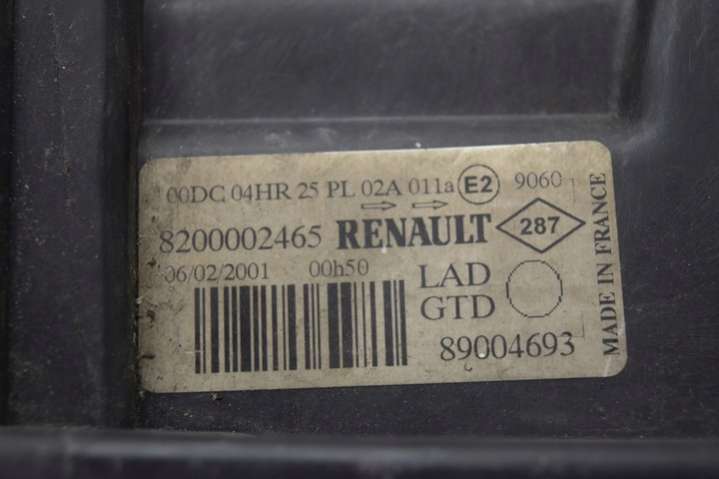 00DC 04HR 25 PL 02A 011a E2 9060
8200002465 RENAULT 287
06/02/2001 00h50 LAD
GTD
89004693
MADE IN FRANCE